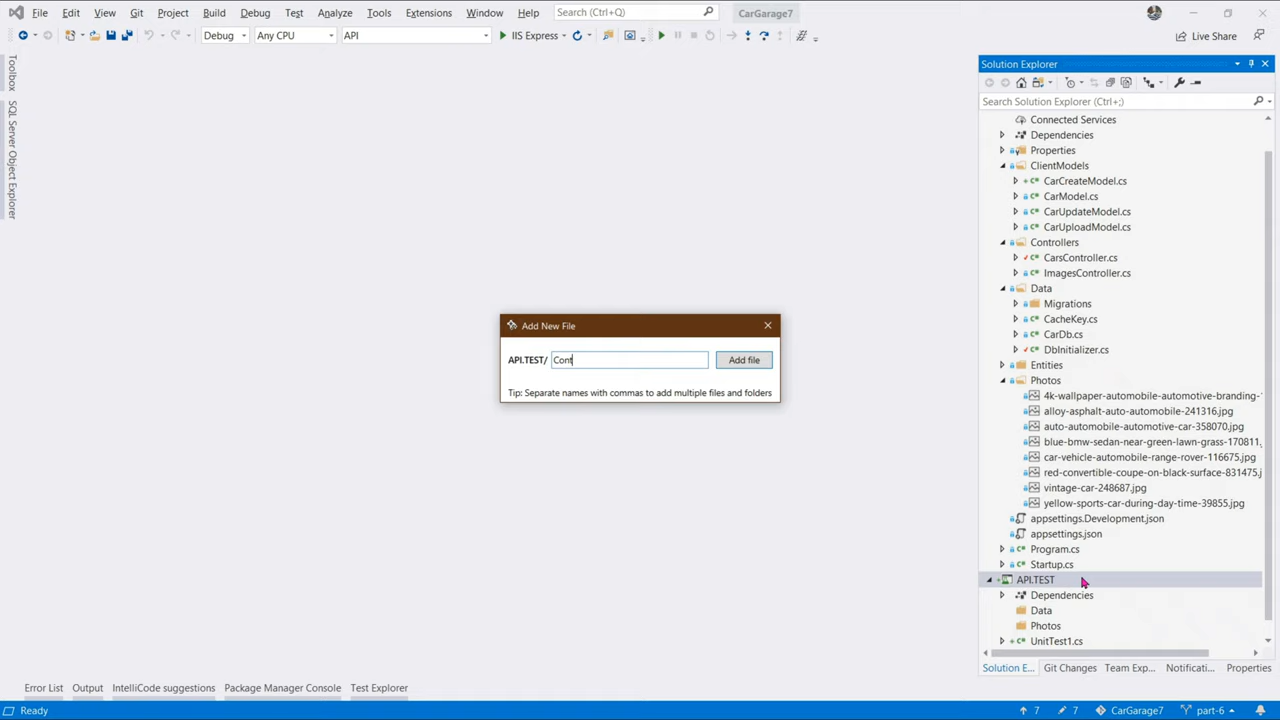 File Edit View Git Project Build Debug Test Analyze Tools Extensions Window Help Search (Ctrl+Q) CarGarage7
Debug Any CPU API IIS Express Live Share
Toolbox
SQL Server Object Explorer
Solution Explorer
Search Solution Explorer (Ctrl+;)
Connected Services
Dependencies
Properties
ClientModels
CarCreateModel.cs
CarModel.cs
CarUpdateModel.cs
CarUploadModel.cs
Controllers
CarsController.cs
ImagesController.cs
Data
Migrations
CacheKey.cs
CarDb.cs
DbInitializer.cs
Entities
Photos
4k-wallpaper-automobile-automotive-branding-
alloy-asphalt-auto-automobile-241316.jpg
auto-automobile-automotive-car-358070.jpg
blue-bmw-sedan-near-green-lawn-grass-170811.
car-vehicle-automobile-range-rover-116675.jpg
red-convertible-coupe-on-black-surface-831475.j
vintage-car-248687.jpg
yellow-sports-car-during-day-time-39855.jpg
appsettings.Development.json
appsettings.json
Program.cs
Startup.cs
API.TEST
Dependencies
Data
Photos
UnitTest1.cs
Add New File
API.TEST/ Cont Add file
Tip: Separate names with commas to add multiple files and folders
Solution E... Git Changes Team Exp... Notificati... Properties
Error List Output IntelliCode suggestions Package Manager Console Test Explorer
Ready 7 7 CarGarage7 part-6